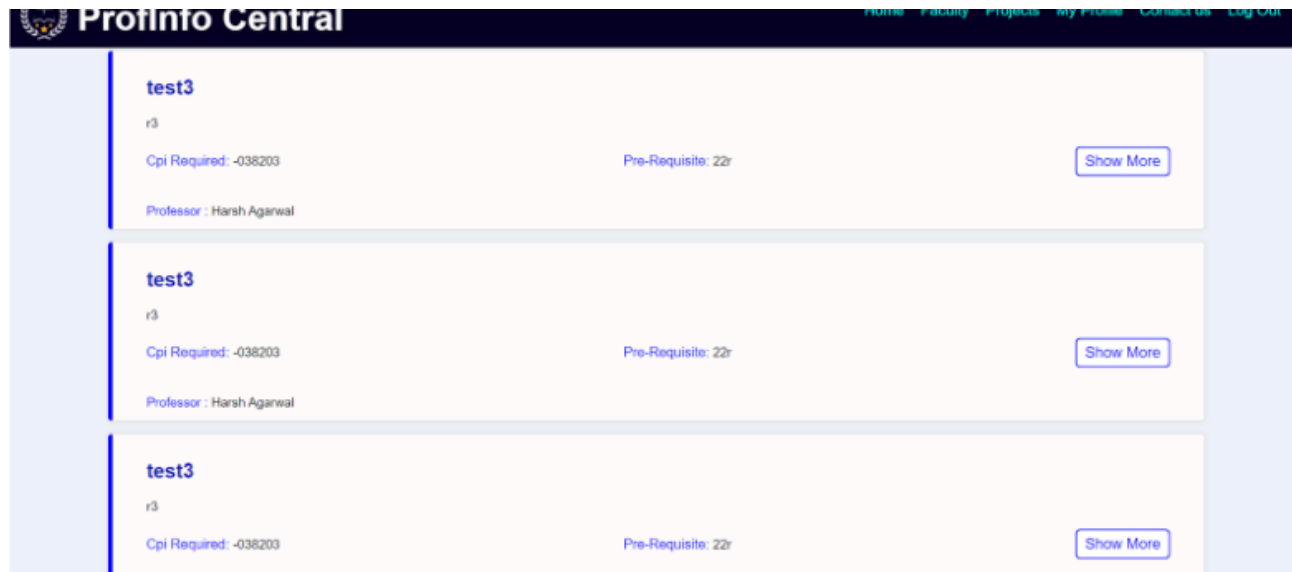 ProfInfo Central
Home Faculty Projects My Profile Contact us Log Out
test3
r3
Cpi Required: -038203 Pre-Requisite: 22r Show More
Professor : Harsh Agarwal
test3
r3
Cpi Required: -038203 Pre-Requisite: 22r Show More
Professor : Harsh Agarwal
test3
r3
Cpi Required: -038203 Pre-Requisite: 22r Show More